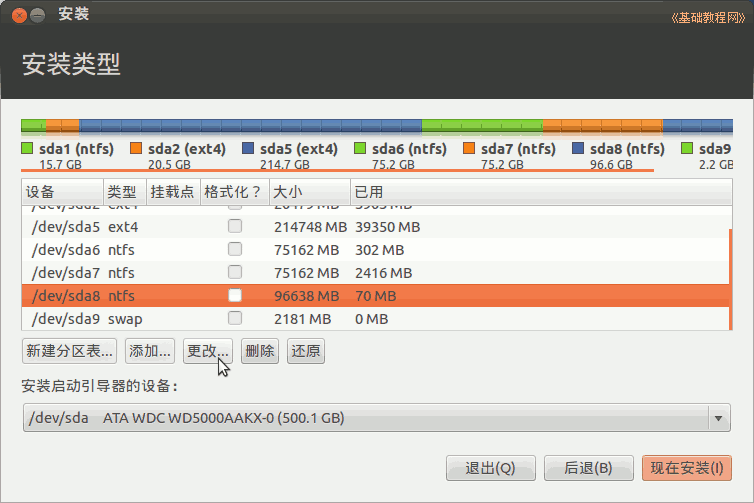 安装
《基础教程网》
安装类型
sda1 (ntfs) sda2 (ext4) sda5 (ext4) sda6 (ntfs) sda7 (ntfs) sda8 (ntfs) sda9
15.7 GB 20.5 GB 214.7 GB 75.2 GB 75.2 GB 96.6 GB 2.2 GB
设备 类型 挂载点 格式化？ 大小 已用
/dev/sda2 ext4
/dev/sda5 ext4 214748 MB 39350 MB
/dev/sda6 ntfs 75162 MB 302 MB
/dev/sda7 ntfs 75162 MB 2416 MB
/dev/sda8 ntfs 96638 MB 70 MB
/dev/sda9 swap 2181 MB 0 MB
新建分区表... 添加... 更改... 删除 还原
安装启动引导器的设备：
/dev/sda ATA WDC WD5000AAKX-0 (500.1 GB)
退出(Q) 后退(B) 现在安装(I)